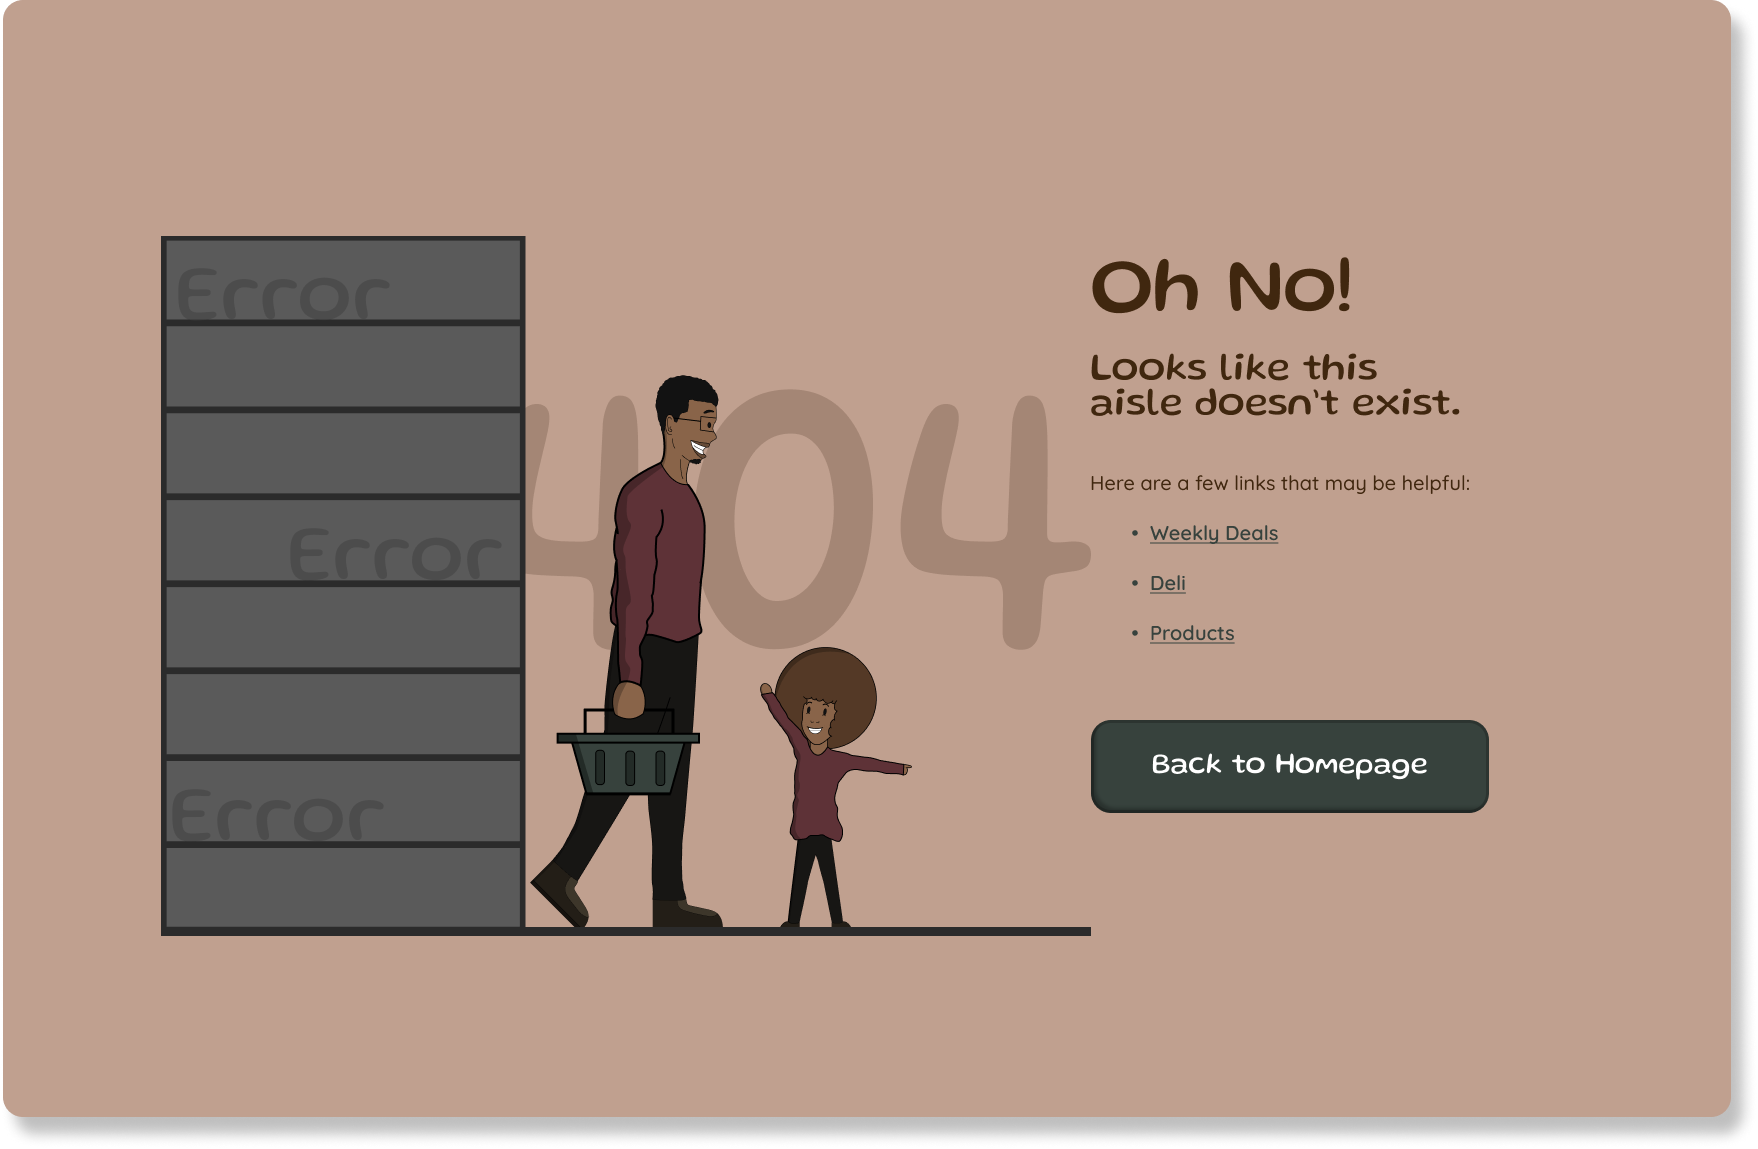 Error
Error
Error
404
Oh No!
Looks like this
aisle doesn't exist.
Here are a few links that may be helpful:
• Weekly Deals
• Deli
• Products
Back to Homepage